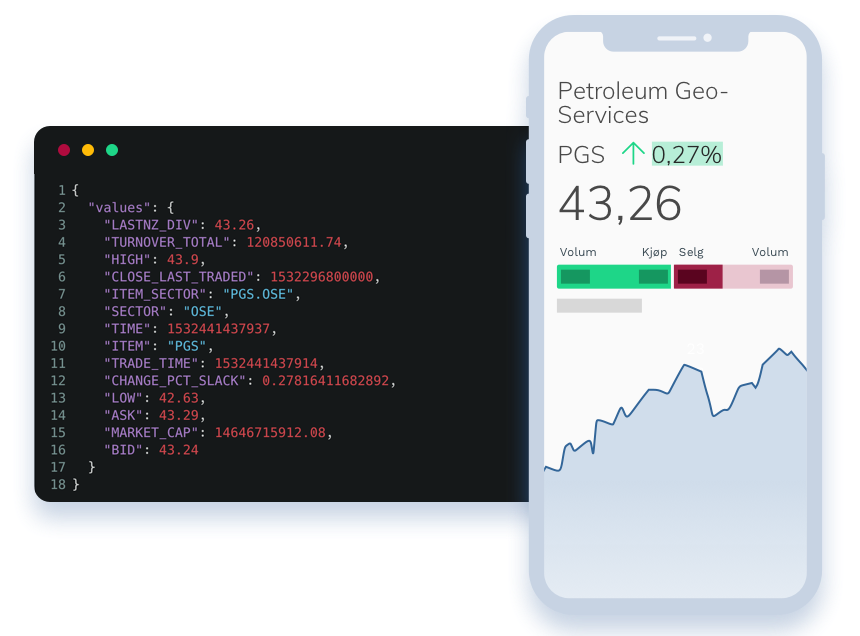 1 {
2 "values": {
3 "LASTNZ_DIV": 43.26,
4 "TURNOVER_TOTAL": 120850611.74,
5 "HIGH": 43.9,
6 "CLOSE_LAST_TRADED": 1532296800000,
7 "ITEM_SECTOR": "PGS.OSE",
8 "SECTOR": "OSE",
9 "TIME": 1532441437937,
10 "ITEM": "PGS",
11 "TRADE_TIME": 1532441437914,
12 "CHANGE_PCT_SLACK": 0.27816411682892,
13 "LOW": 42.63,
14 "ASK": 43.29,
15 "MARKET_CAP": 14646715912.08,
16 "BID": 43.24
17 }
18 }
Petroleum Geo-
Services
PGS ↑ 0,27%
43,26
Volum Kjøp Selg Volum